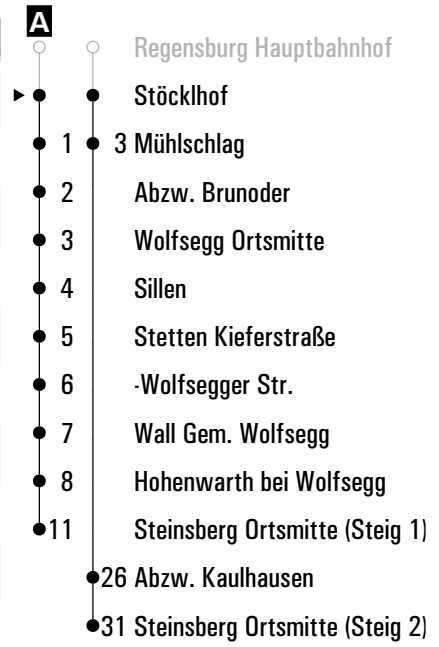 A
Regensburg Hauptbahnhof
Stöcklhof
1 3 Mühlschlag
2 Abzw. Brunoder
3 Wolfsegg Ortsmitte
4 Sillen
5 Stetten Kieferstraße
6 -Wolfsegger Str.
7 Wall Gem. Wolfsegg
8 Hohenwarth bei Wolfsegg
11 Steinsberg Ortsmitte (Steig 1)
26 Abzw. Kaulhausen
31 Steinsberg Ortsmitte (Steig 2)